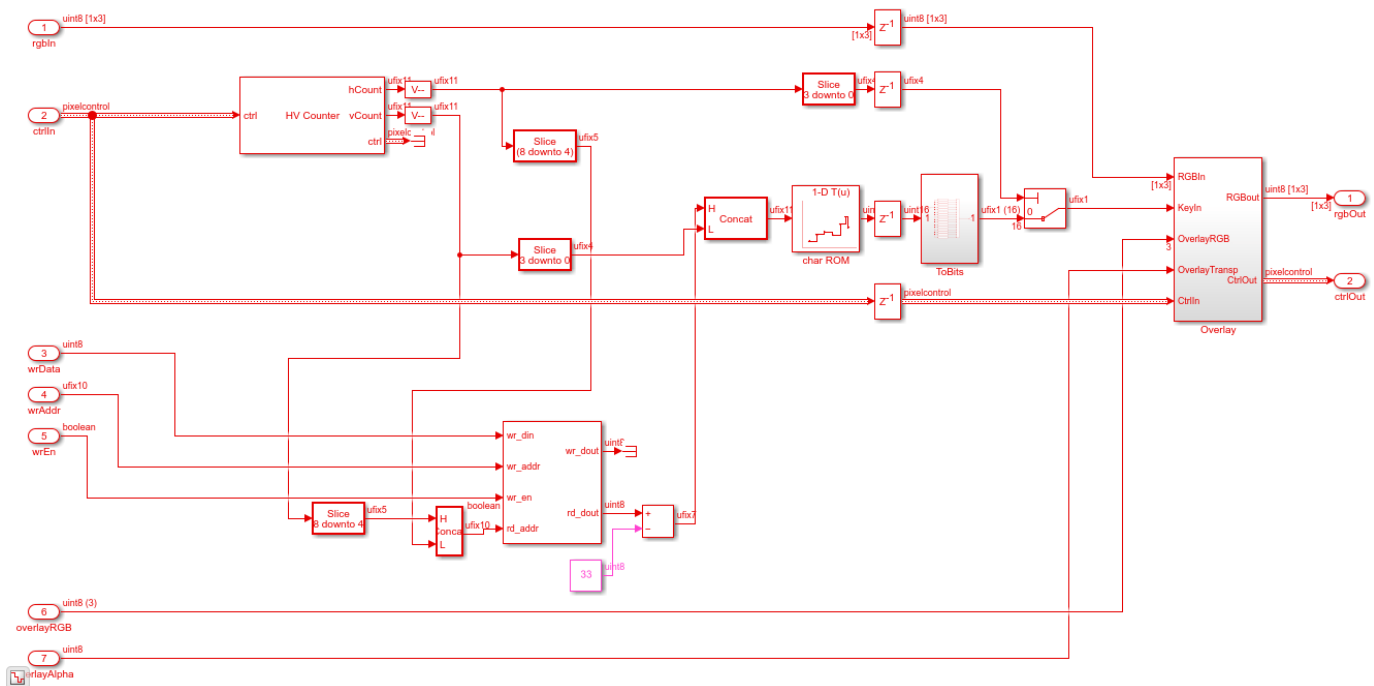 uint8 [1x3]
1
rgbIn
[1x3]
Z-1
uint8 [1x3]
pixelcontrol
2
ctrlIn
ctrl
HV Counter
hCount
vCount
ctrl
ufix11
V--
ufix11
ufix11
V--
ufix11
Slice
3 downto 0
ufix4
Z-1
ufix4
Slice
(8 downto 4)
ufix5
Slice
3 downto 0
ufix4
H
L
Concat
ufix11
1-D T(u)
char ROM
Z-1
uint16
1
1
ToBits
ufix1 (16)
0
16
ufix1
RGBIn
[1x3]
KeyIn
OverlayRGB
3
OverlayTransp
CtrlIn
RGBout
CtrlOut
Overlay
uint8 [1x3]
[1x3]
1
rgbOut
pixelcontrol
2
ctrlOut
Z-1
pixelcontrol
uint8
3
wrData
ufix10
4
wrAddr
boolean
5
wrEn
wr_din
wr_addr
wr_en
rd_addr
wr_dout
rd_dout
boolean
Slice
8 downto 4
ufix5
H
L
ufix10
uint8
+
−
ufix7
33
uint8
uint8 (3)
6
overlayRGB
uint8
7
erlayAlpha